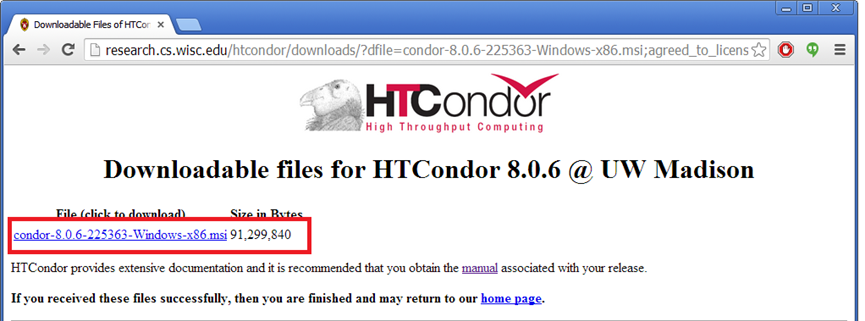 Downloadable Files of HTCor
research.cs.wisc.edu/htcondor/downloads/?dfile=condor-8.0.6-225363-Windows-x86.msi;agreed_to_licens
HTCondor
High Throughput Computing
Downloadable files for HTCondor 8.0.6 @ UW Madison
File (click to download) Size in Bytes
condor-8.0.6-225363-Windows-x86.msi 91,299,840
HTCondor provides extensive documentation and it is recommended that you obtain the manual associated with your release.
If you received these files successfully, then you are finished and may return to our home page.